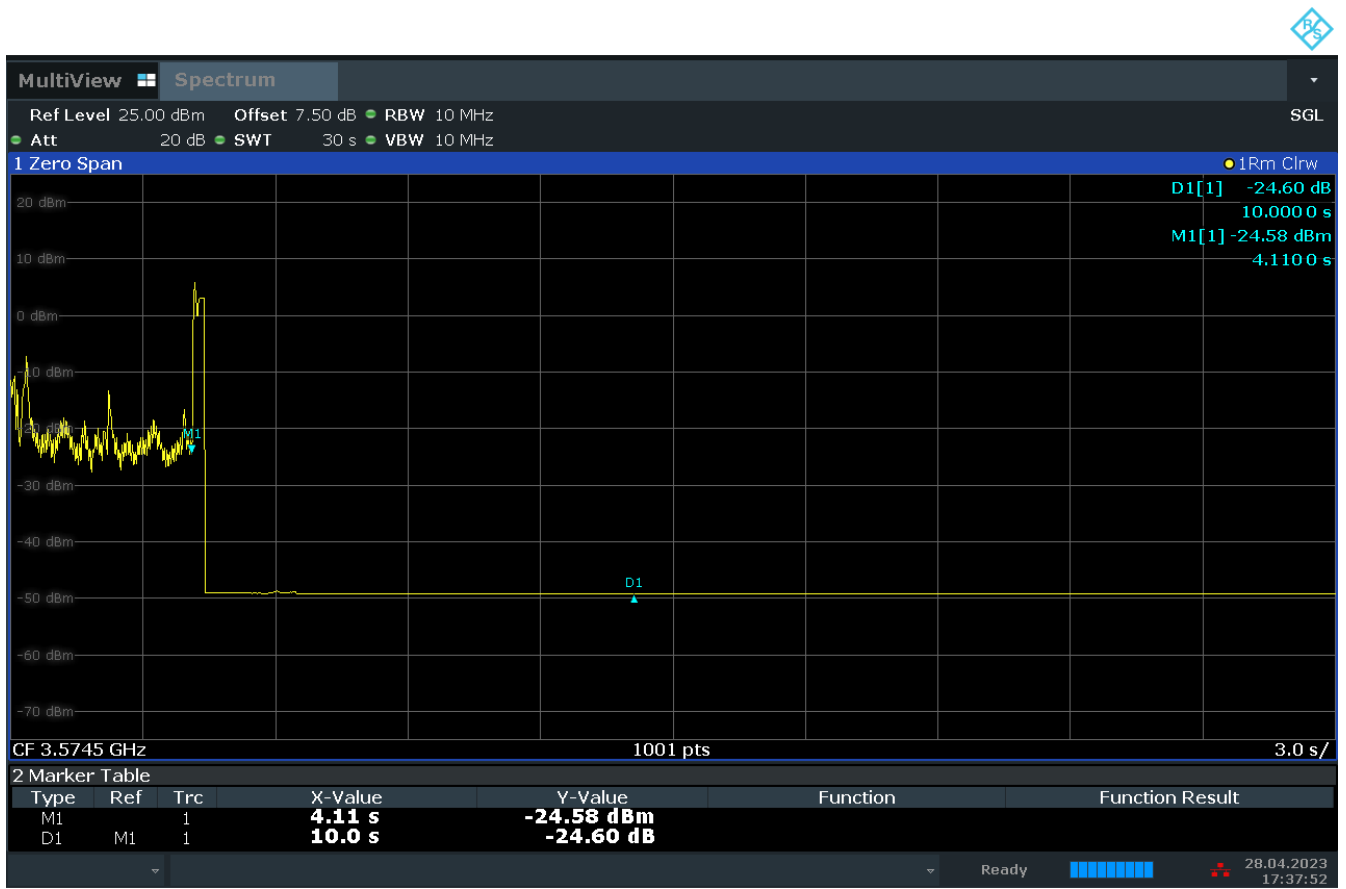 R&S
MultiView Spectrum
Ref Level 25.00 dBm Offset 7.50 dB RBW 10 MHz SGL
Att 20 dB SWT 30 s VBW 10 MHz
1 Zero Span 1Rm Clrw
D1[1] -24.60 dB
20 dBm
10.0000 s
M1[1] -24.58 dBm
10 dBm
4.1100 s
0 dBm
-10 dBm
-20 dBm
M1
-30 dBm
-40 dBm
D1
-50 dBm
-60 dBm
-70 dBm
CF 3.5745 GHz 1001 pts 3.0 s/
2 Marker Table
Type Ref Trc X-Value Y-Value Function Function Result
M1 1 4.11 s -24.58 dBm
D1 M1 1 10.0 s -24.60 dB
Ready 28.04.2023
17:37:52